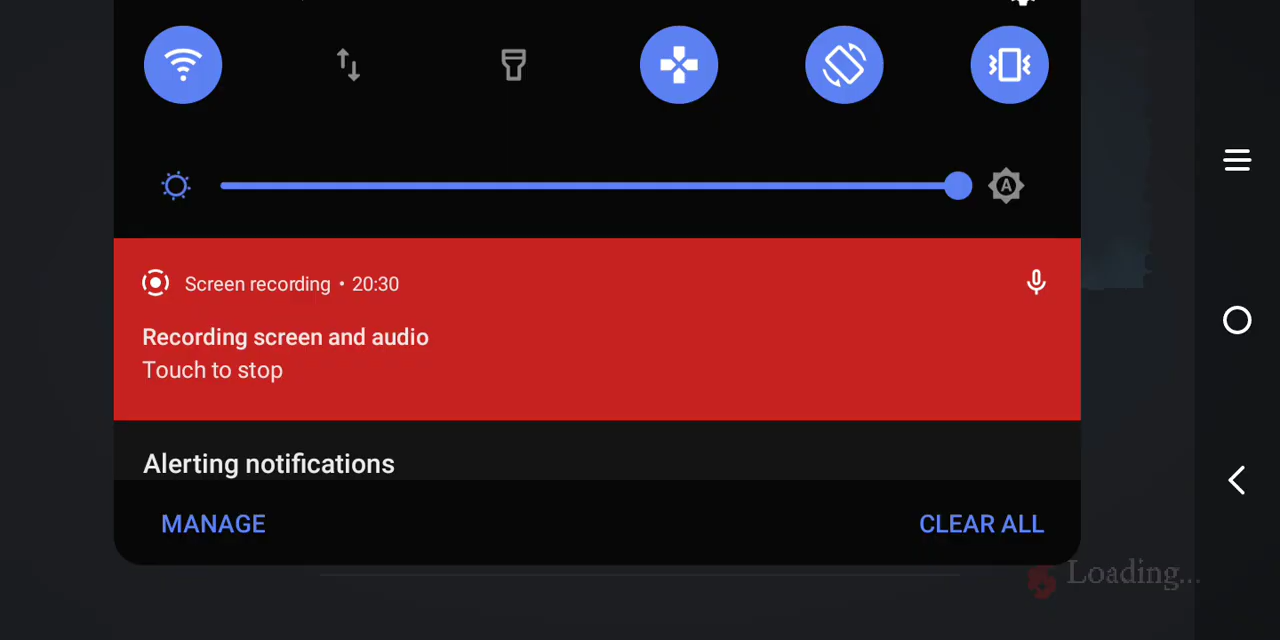 Screen recording • 20:30
Recording screen and audio
Touch to stop
Alerting notifications
MANAGE
CLEAR ALL
Loading...